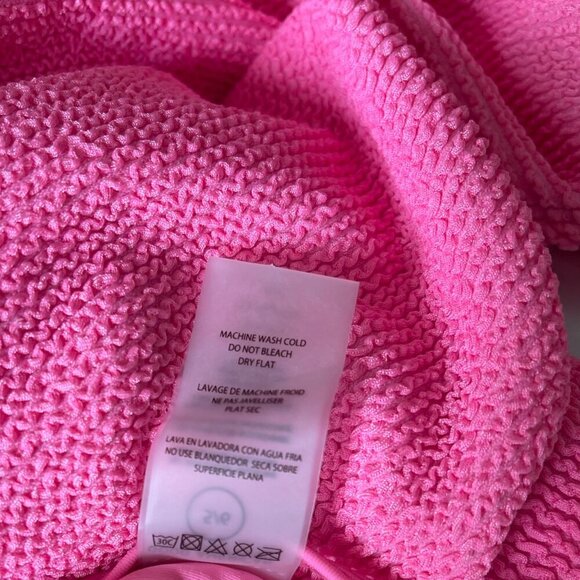 MACHINE WASH COLD
DO NOT BLEACH
DRY FLAT
LAVAGE DE MACHINE FROID
NE PAS JAVELLISER
PLAT SEC
LAVA EN LAVADORA CON AGUA FRIA
NO USE BLANQUEDOR SECA SOBRE
SUPERFICIE PLANA
30C